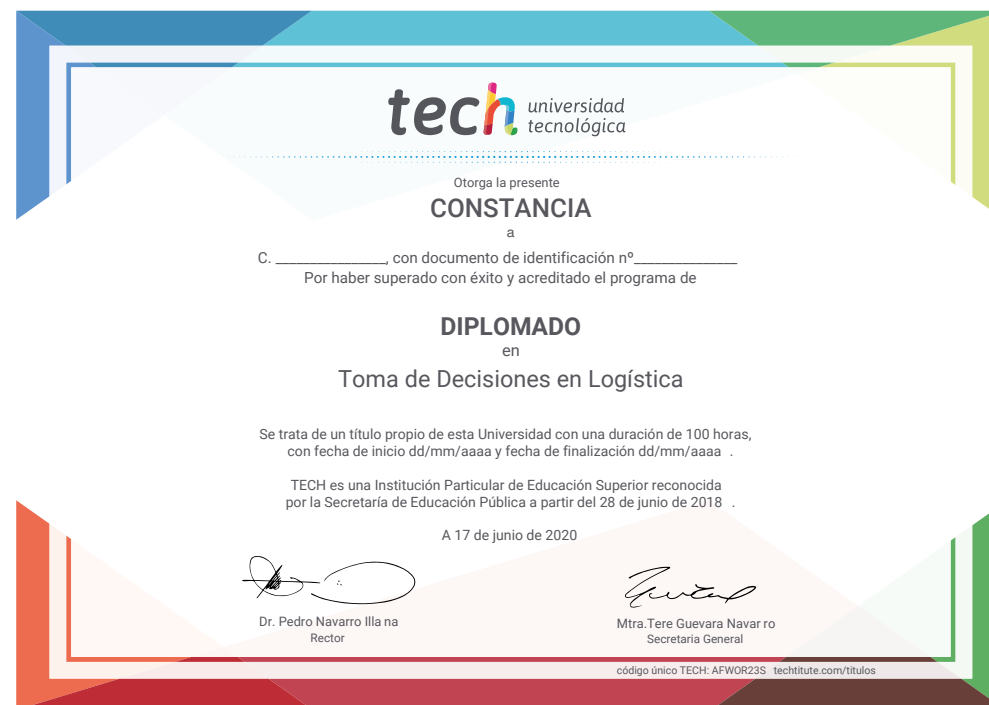 tech universidad
tecnológica
Otorga la presente
CONSTANCIA
a
C. _______________, con documento de identificación nº______________
Por haber superado con éxito y acreditado el programa de
DIPLOMADO
en
Toma de Decisiones en Logística
Se trata de un título propio de esta Universidad con una duración de 100 horas,
con fecha de inicio dd/mm/aaaa y fecha de finalización dd/mm/aaaa .
TECH es una Institución Particular de Educación Superior reconocida
por la Secretaría de Educación Pública a partir del 28 de junio de 2018 .
A 17 de junio de 2020
Dr. Pedro Navarro Illa na
Rector
Mtra.Tere Guevara Navar ro
Secretaria General
código único TECH: AFWOR23S techtitute.com/titulos